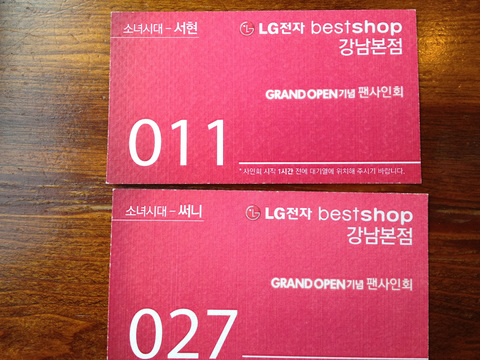 소녀시대 - 서현
LG전자 bestshop
강남본점
GRAND OPEN기념 팬사인회
011
* 사인회 시작 1시간 전에 대기열에 위치해 주시기 바랍니다.
소녀시대 - 써니
LG전자 bestshop
강남본점
GRAND OPEN기념 팬사인회
027